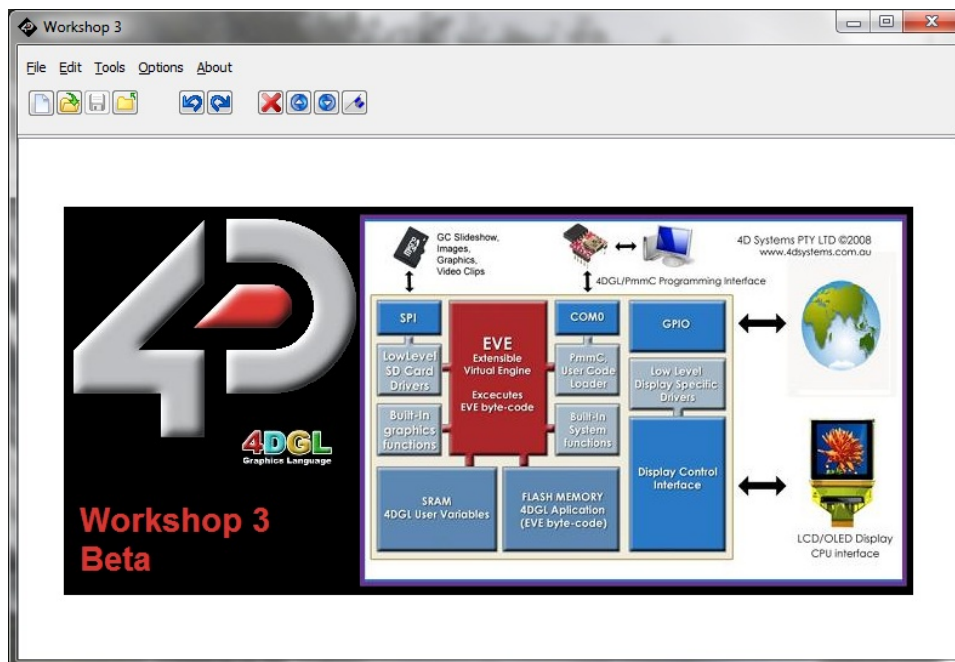 Workshop 3
File Edit Tools Options About
4D
4DGL
Graphics Language
Workshop 3
Beta
GC Slideshow,
Images,
Graphics,
Video Clips
4D Systems PTY LTD ©2008
www.4dsystems.com.au
4DGL/PmmC Programming Interface
SPI
EVE
Extensible
Virtual Engine
Excecutes
EVE byte-code
COM0
GPIO
LowLevel
SD Card
Drivers
PmmC,
User Code
Loader
Low Level
Display Specific
Drivers
Built-In
graphics
functions
Built-In
System
functions
Display Control
Interface
SRAM
4DGL User Variables
FLASH MEMORY
4DGL Aplication
(EVE byte-code)
LCD/OLED Display
CPU interface